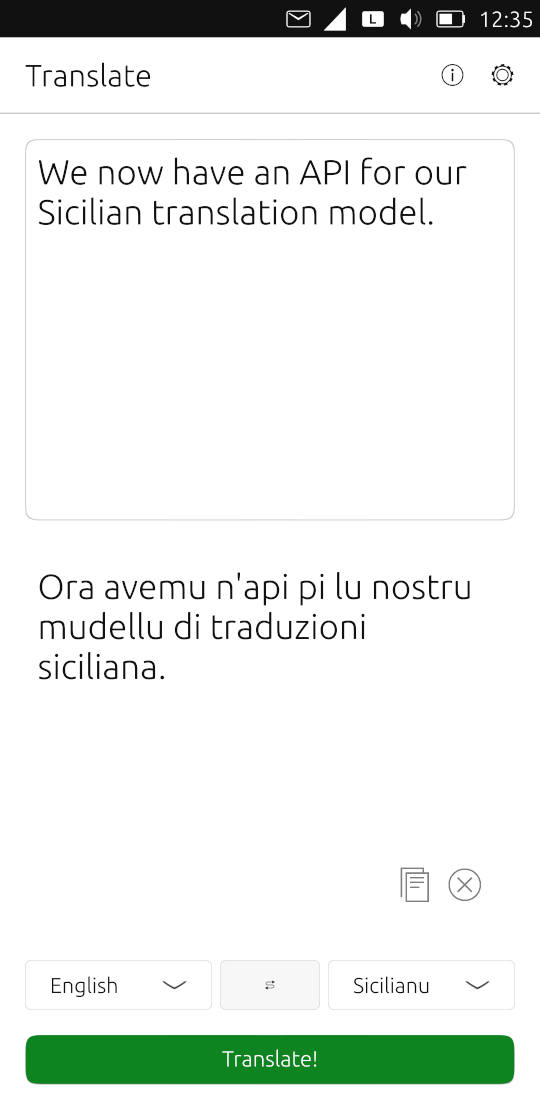 L 12:35
Translate
We now have an API for our
Sicilian translation model.
Ora avemu n'api pi lu nostru
mudellu di traduzioni
siciliana.
English Sicilianu
Translate!